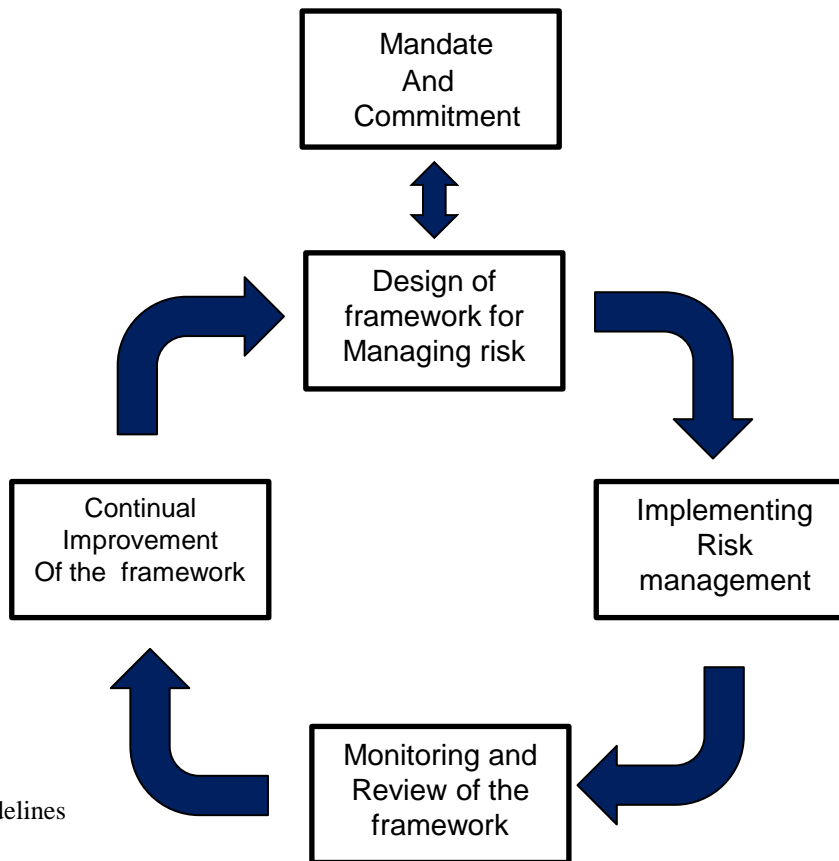 Mandate
And
Commitment
Design of
framework for
Managing risk
Implementing
Risk
management
Monitoring and
Review of the
framework
Continual
Improvement
Of the framework
delines